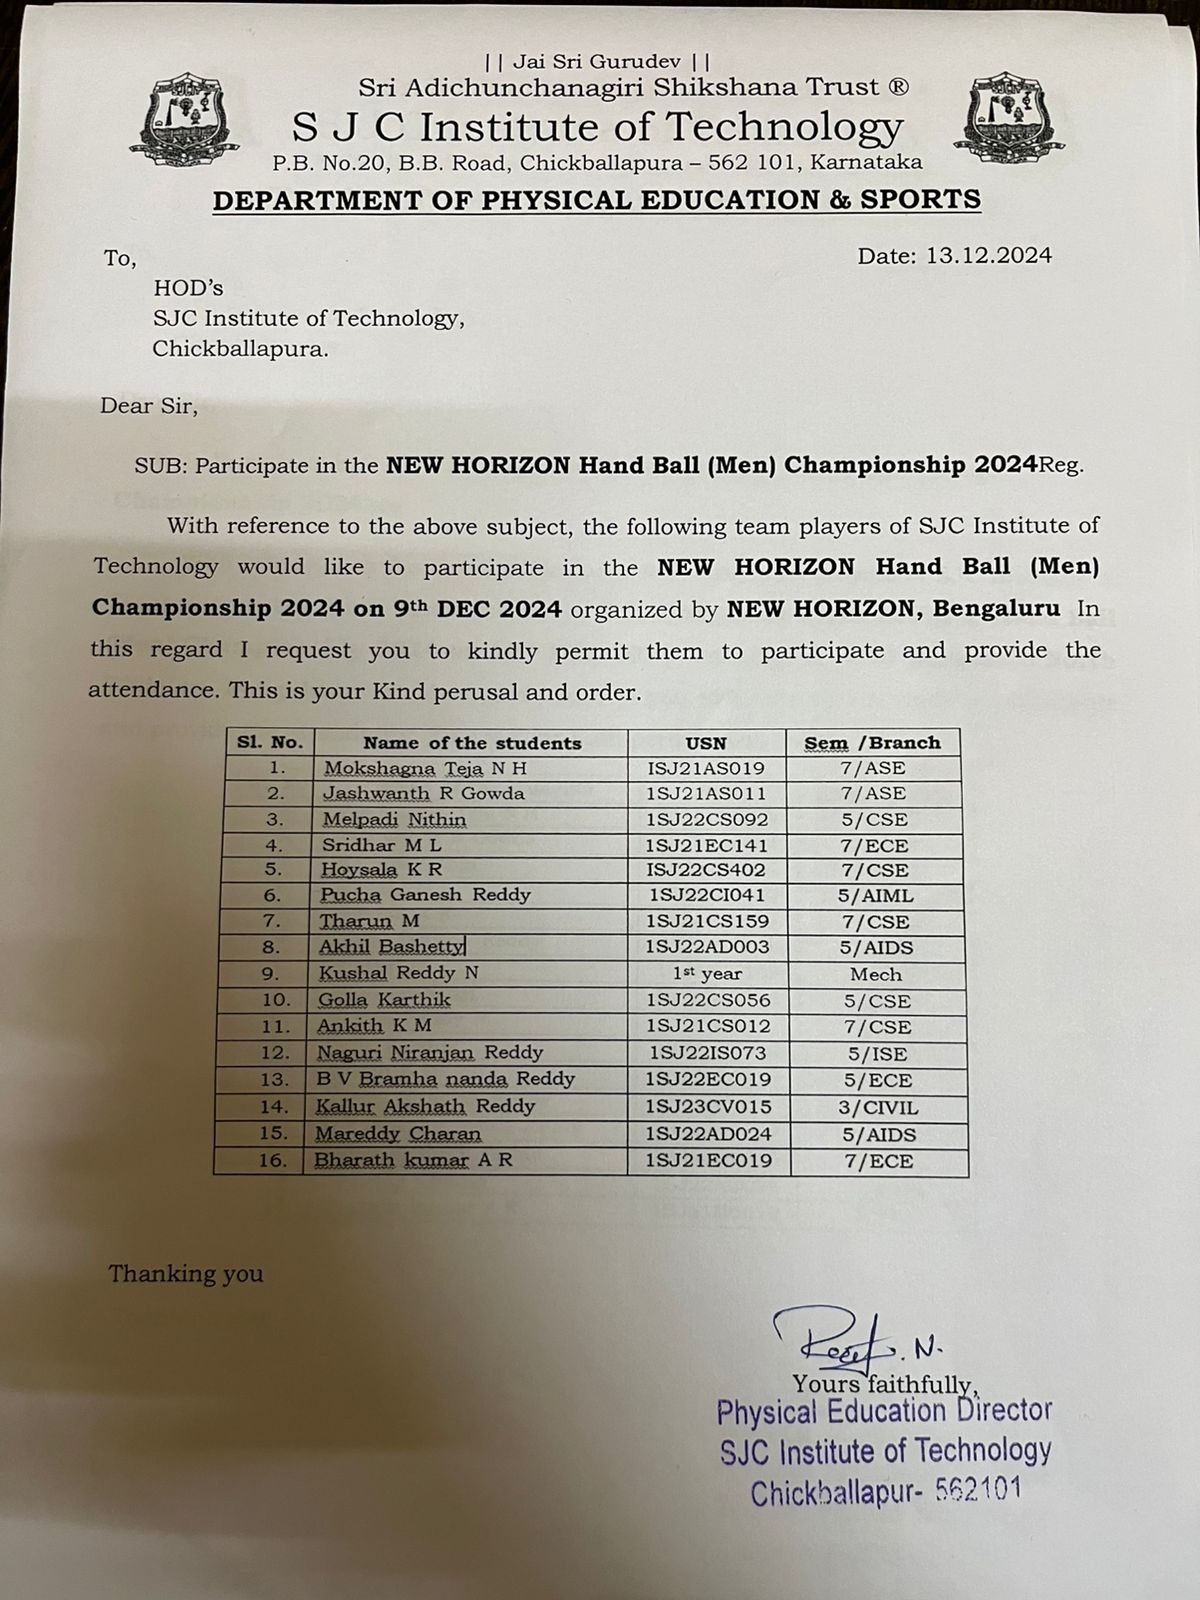 || Jai Sri Gurudev ||
Sri Adichunchanagiri Shikshana Trust ®
S J C Institute of Technology
P.B. No.20, B.B. Road, Chickballapura – 562 101, Karnataka
DEPARTMENT OF PHYSICAL EDUCATION & SPORTS
To, Date: 13.12.2024
HOD's
SJC Institute of Technology,
Chickballapura.
Dear Sir,
SUB: Participate in the NEW HORIZON Hand Ball (Men) Championship 2024Reg.
With reference to the above subject, the following team players of SJC Institute of
Technology would like to participate in the NEW HORIZON Hand Ball (Men)
Championship 2024 on 9th DEC 2024 organized by NEW HORIZON, Bengaluru In
this regard I request you to kindly permit them to participate and provide the
attendance. This is your Kind perusal and order.
Sl. No. Name of the students USN Sem /Branch
1. Mokshagna Teja N H ISJ21AS019 7/ASE
2. Jashwanth R Gowda 1SJ21AS011 7/ASE
3. Melpadi Nithin 1SJ22CS092 5/CSE
4. Sridhar M L 1SJ21EC141 7/ECE
5. Hoysala K R ISJ22CS402 7/CSE
6. Pucha Ganesh Reddy 1SJ22CI041 5/AIML
7. Tharun M 1SJ21CS159 7/CSE
8. Akhil Bashetty 1SJ22AD003 5/AIDS
9. Kushal Reddy N 1st year Mech
10. Golla Karthik 1SJ22CS056 5/CSE
11. Ankith K M 1SJ21CS012 7/CSE
12. Naguri Niranjan Reddy 1SJ22IS073 5/ISE
13. B V Bramha nanda Reddy 1SJ22EC019 5/ECE
14. Kallur Akshath Reddy 1SJ23CV015 3/CIVIL
15. Mareddy Charan 1SJ22AD024 5/AIDS
16. Bharath kumar A R 1SJ21EC019 7/ECE
Thanking you
Yours faithfully,
Physical Education Director
SJC Institute of Technology
Chickballapur- 562101